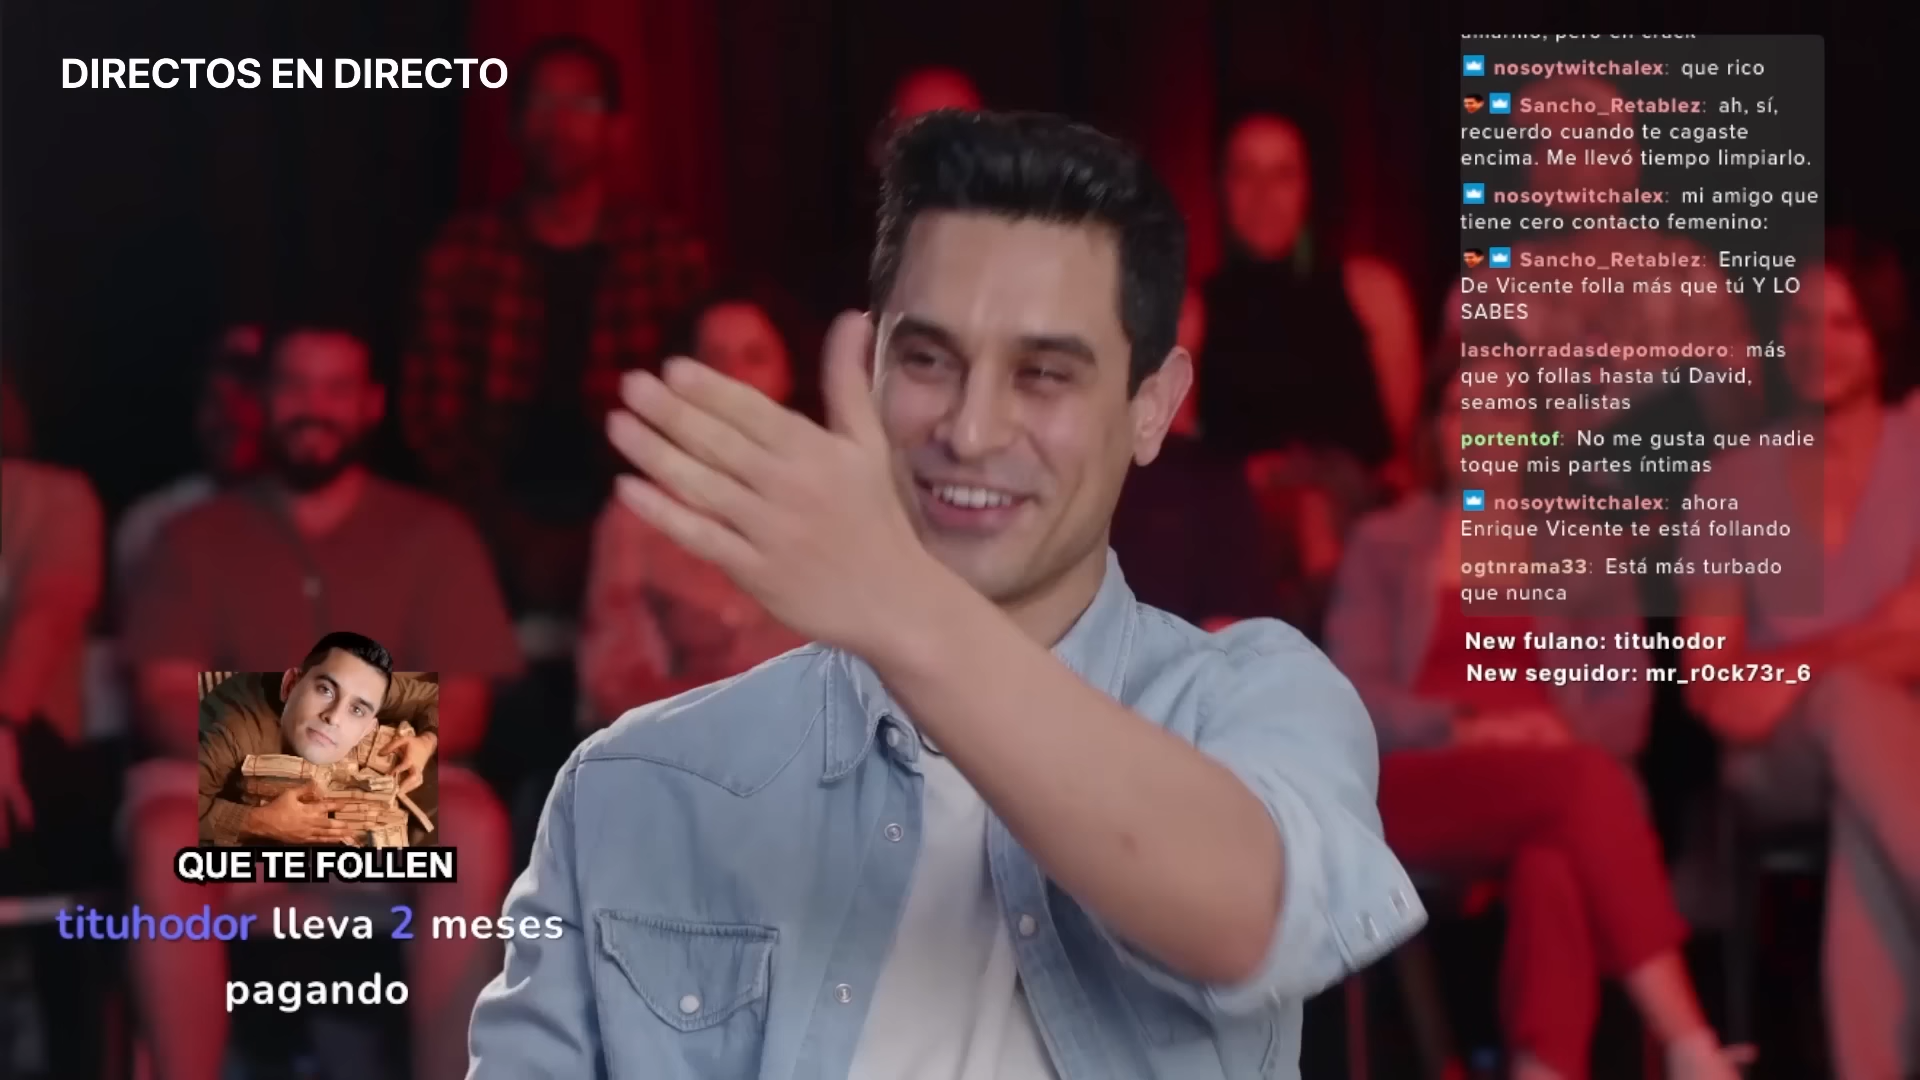 DIRECTOS EN DIRECTO
amarillo, pero en crack
nosoytwitchalex: que rico
Sancho_Retablez: ah, sí,
recuerdo cuando te cagaste
encima. Me llevó tiempo limpiarlo.
nosoytwitchalex: mi amigo que
tiene cero contacto femenino:
Sancho_Retablez: Enrique
De Vicente folla más que tú Y LO
SABES
laschorradasdepomodoro: más
que yo follas hasta tú David,
seamos realistas
portentof: No me gusta que nadie
toque mis partes íntimas
nosoytwitchalex: ahora
Enrique Vicente te está follando
ogtnrama33: Está más turbado
que nunca
New fulano: tituhodor
New seguidor: mr_r0ck73r_6
QUE TE FOLLEN
tituhodor lleva 2 meses
pagando